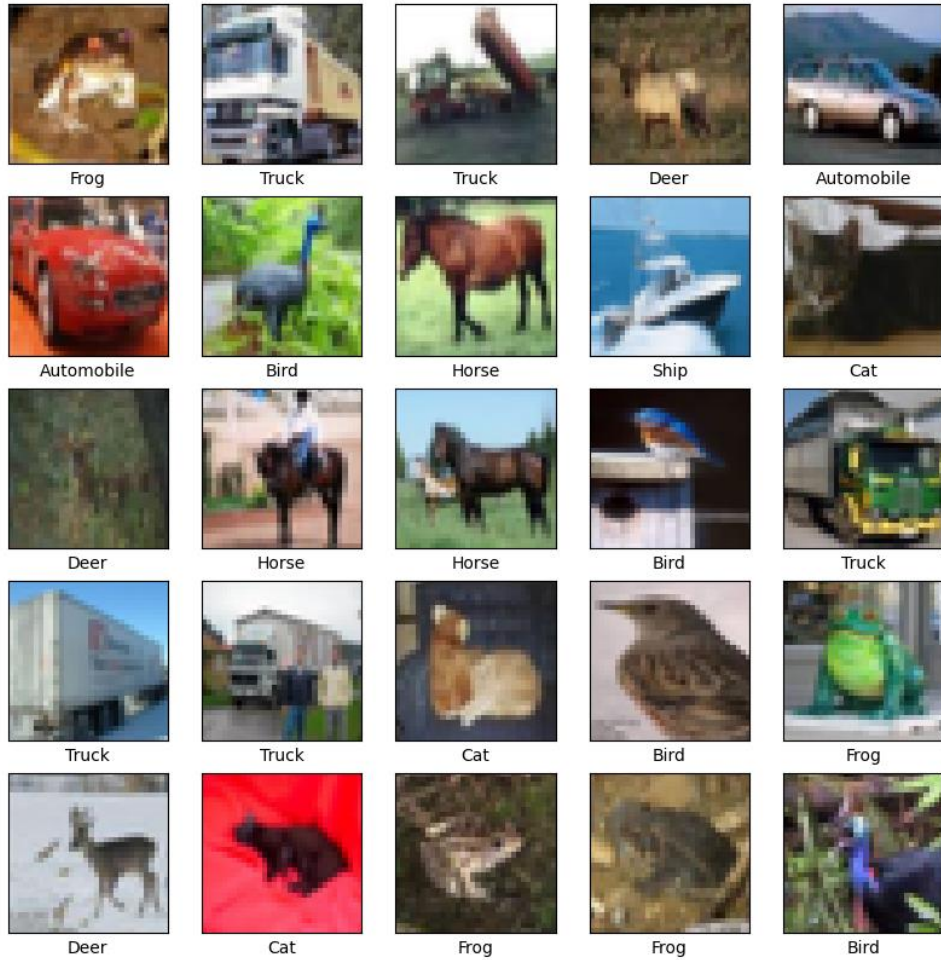 Frog Truck Truck Deer Automobile
Automobile Bird Horse Ship Cat
Deer Horse Horse Bird Truck
Truck Truck Cat Bird Frog
Deer Cat Frog Frog Bird